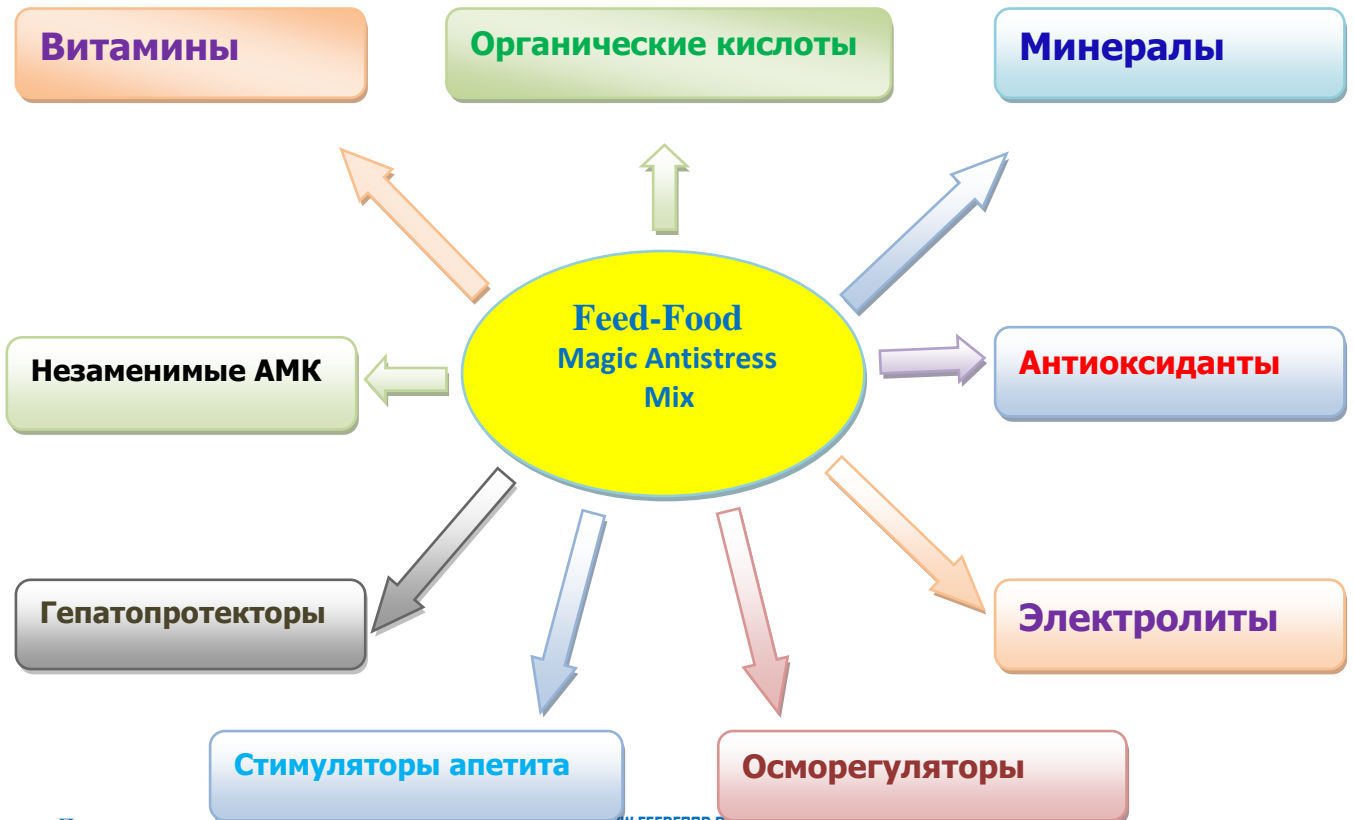 Витамины
Органические кислоты
Минералы
Feed-Food
Magic Antistress
Mix
Незаменимые АМК
Антиоксиданты
Гепатопротекторы
Электролиты
Стимуляторы апетита
Осморегуляторы